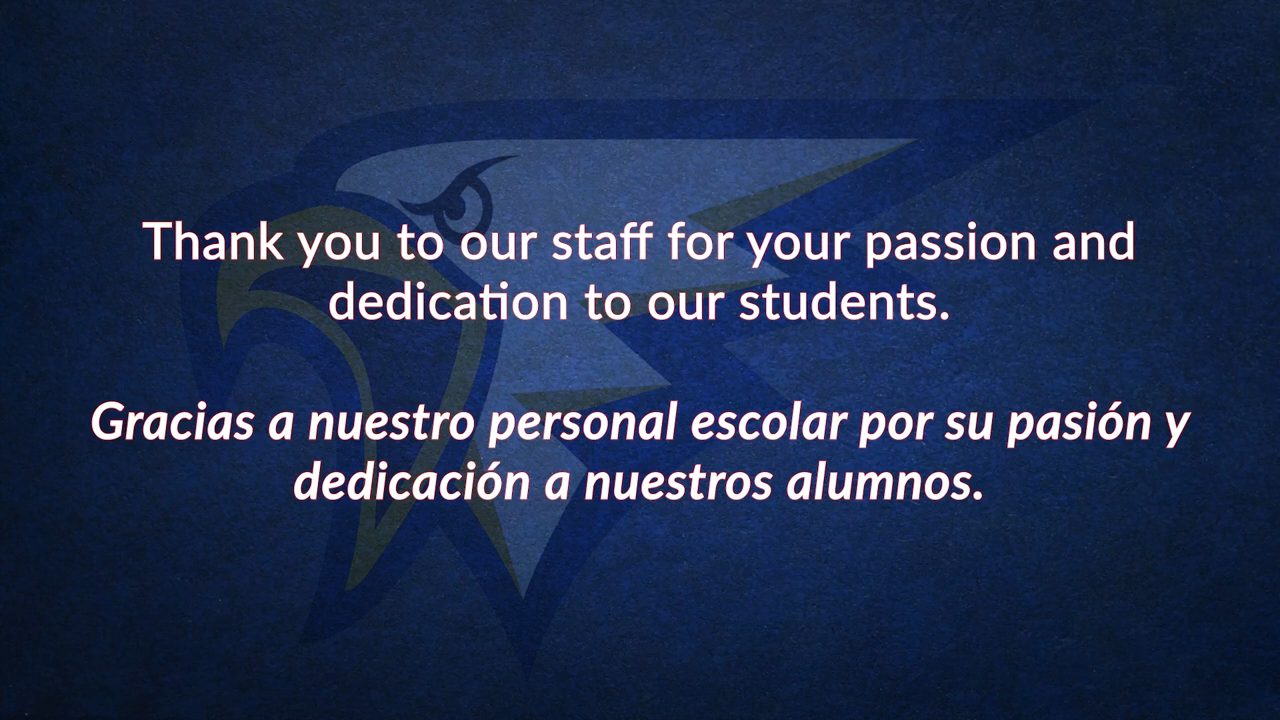 Thank you to our staff for your passion and
dedication to our students.
Gracias a nuestro personal escolar por su pasión y
dedicación a nuestros alumnos.